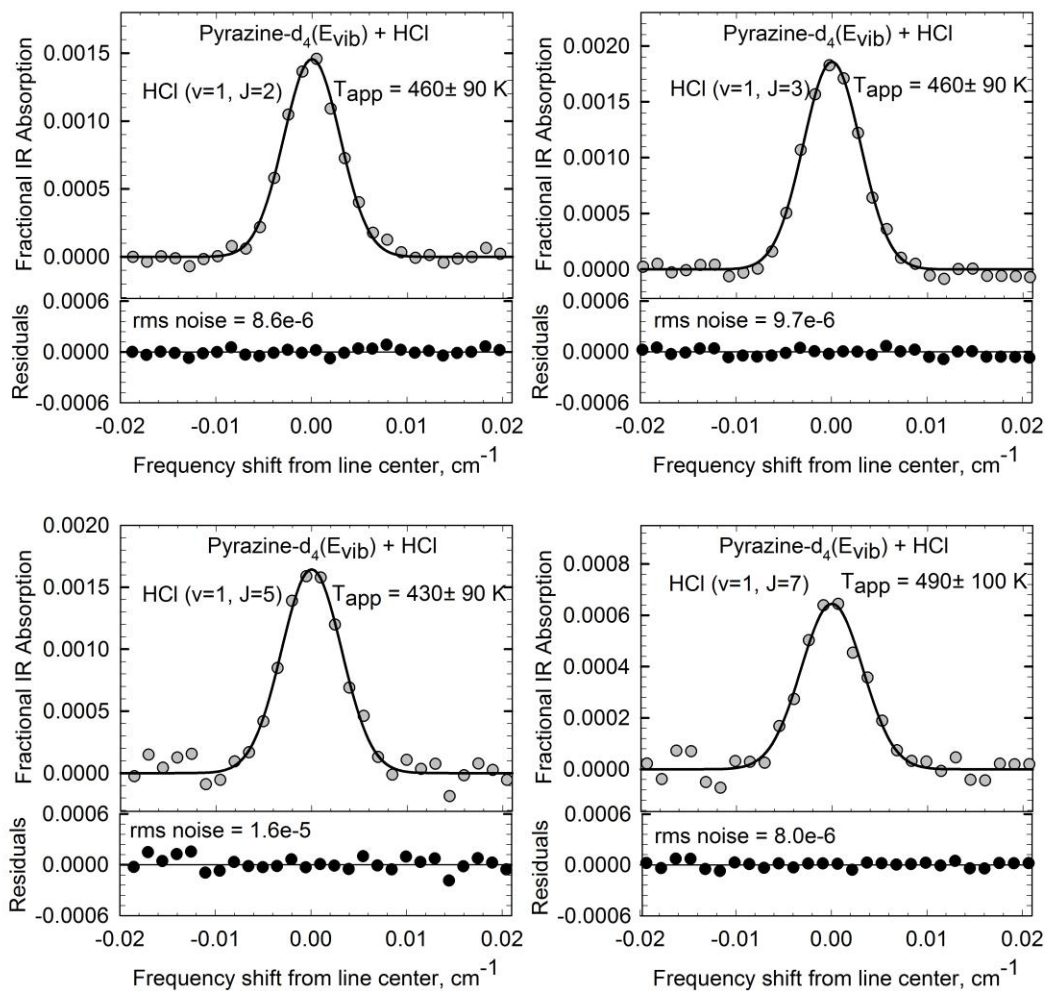 Pyrazine-d4(Evib) + HCl
HCl (v=1, J=2)
Tapp = 460± 90 K
Fractional IR Absorption
0.0015
0.0010
0.0005
0.0000
rms noise = 8.6e-6
Residuals
0.0006
0.0000
-0.0006
-0.02 -0.01 0.00 0.01 0.02
Frequency shift from line center, cm-1
Pyrazine-d4(Evib) + HCl
HCl (v=1, J=3)
Tapp = 460± 90 K
Fractional IR Absorption
0.0020
0.0015
0.0010
0.0005
0.0000
rms noise = 9.7e-6
Residuals
0.0006
0.0000
-0.0006
-0.02 -0.01 0.00 0.01 0.02
Frequency shift from line center, cm-1
Pyrazine-d4(Evib) + HCl
HCl (v=1, J=5)
Tapp = 430± 90 K
Fractional IR Absorption
0.0020
0.0015
0.0010
0.0005
0.0000
rms noise = 1.6e-5
Residuals
0.0006
0.0000
-0.0006
-0.02 -0.01 0.00 0.01 0.02
Frequency shift from line center, cm-1
Pyrazine-d4(Evib) + HCl
HCl (v=1, J=7)
Tapp = 490± 100 K
Fractional IR Absorption
0.0008
0.0006
0.0004
0.0002
0.0000
rms noise = 8.0e-6
Residuals
0.0006
0.0000
-0.0006
-0.02 -0.01 0.00 0.01 0.02
Frequency shift from line center, cm-1